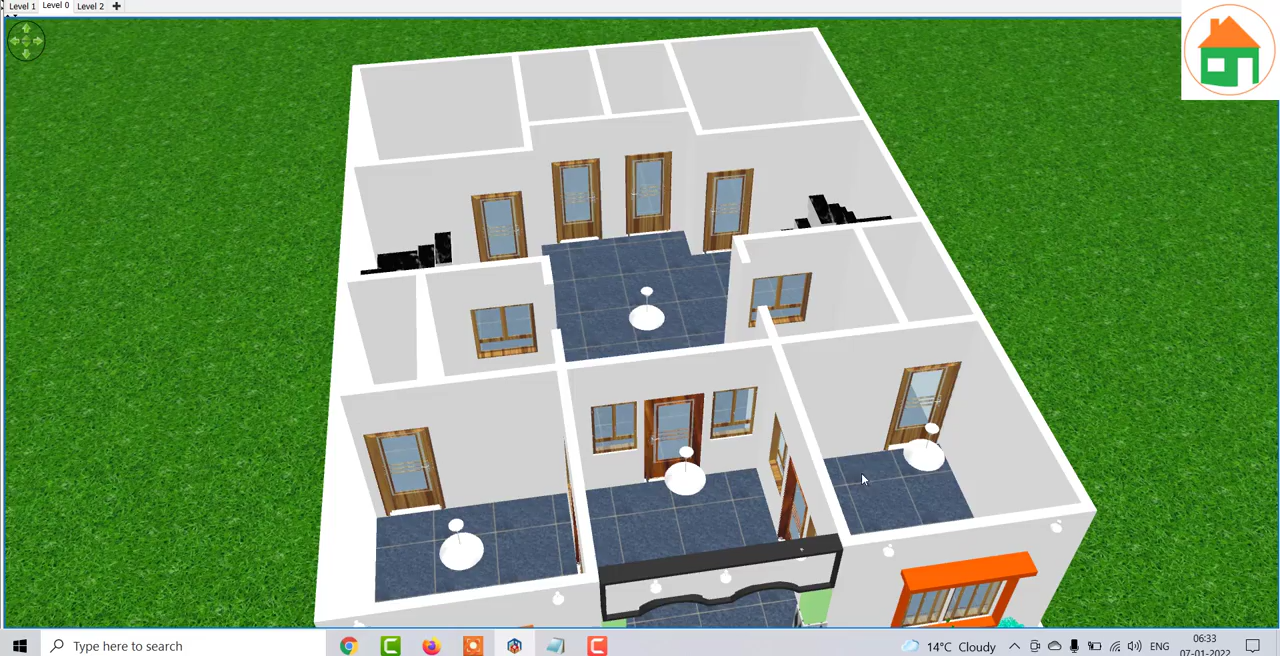 Level 1 Level 0 Level 2
Type here to search
14°C Cloudy
ENG
06:33
07-01-2022